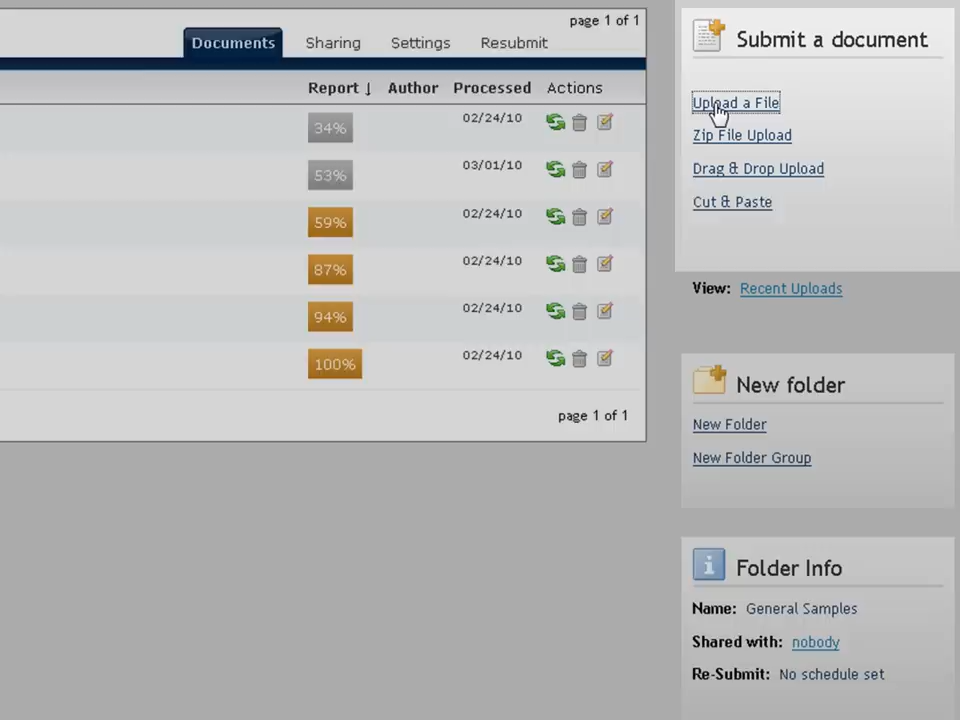 page 1 of 1
Documents Sharing Settings Resubmit
Report ↓ Author Processed Actions
34% 02/24/10
53% 03/01/10
59% 02/24/10
87% 02/24/10
94% 02/24/10
100% 02/24/10
page 1 of 1
Submit a document
Upload a File
Zip File Upload
Drag & Drop Upload
Cut & Paste
View: Recent Uploads
New folder
New Folder
New Folder Group
Folder Info
Name: General Samples
Shared with: nobody
Re-Submit: No schedule set